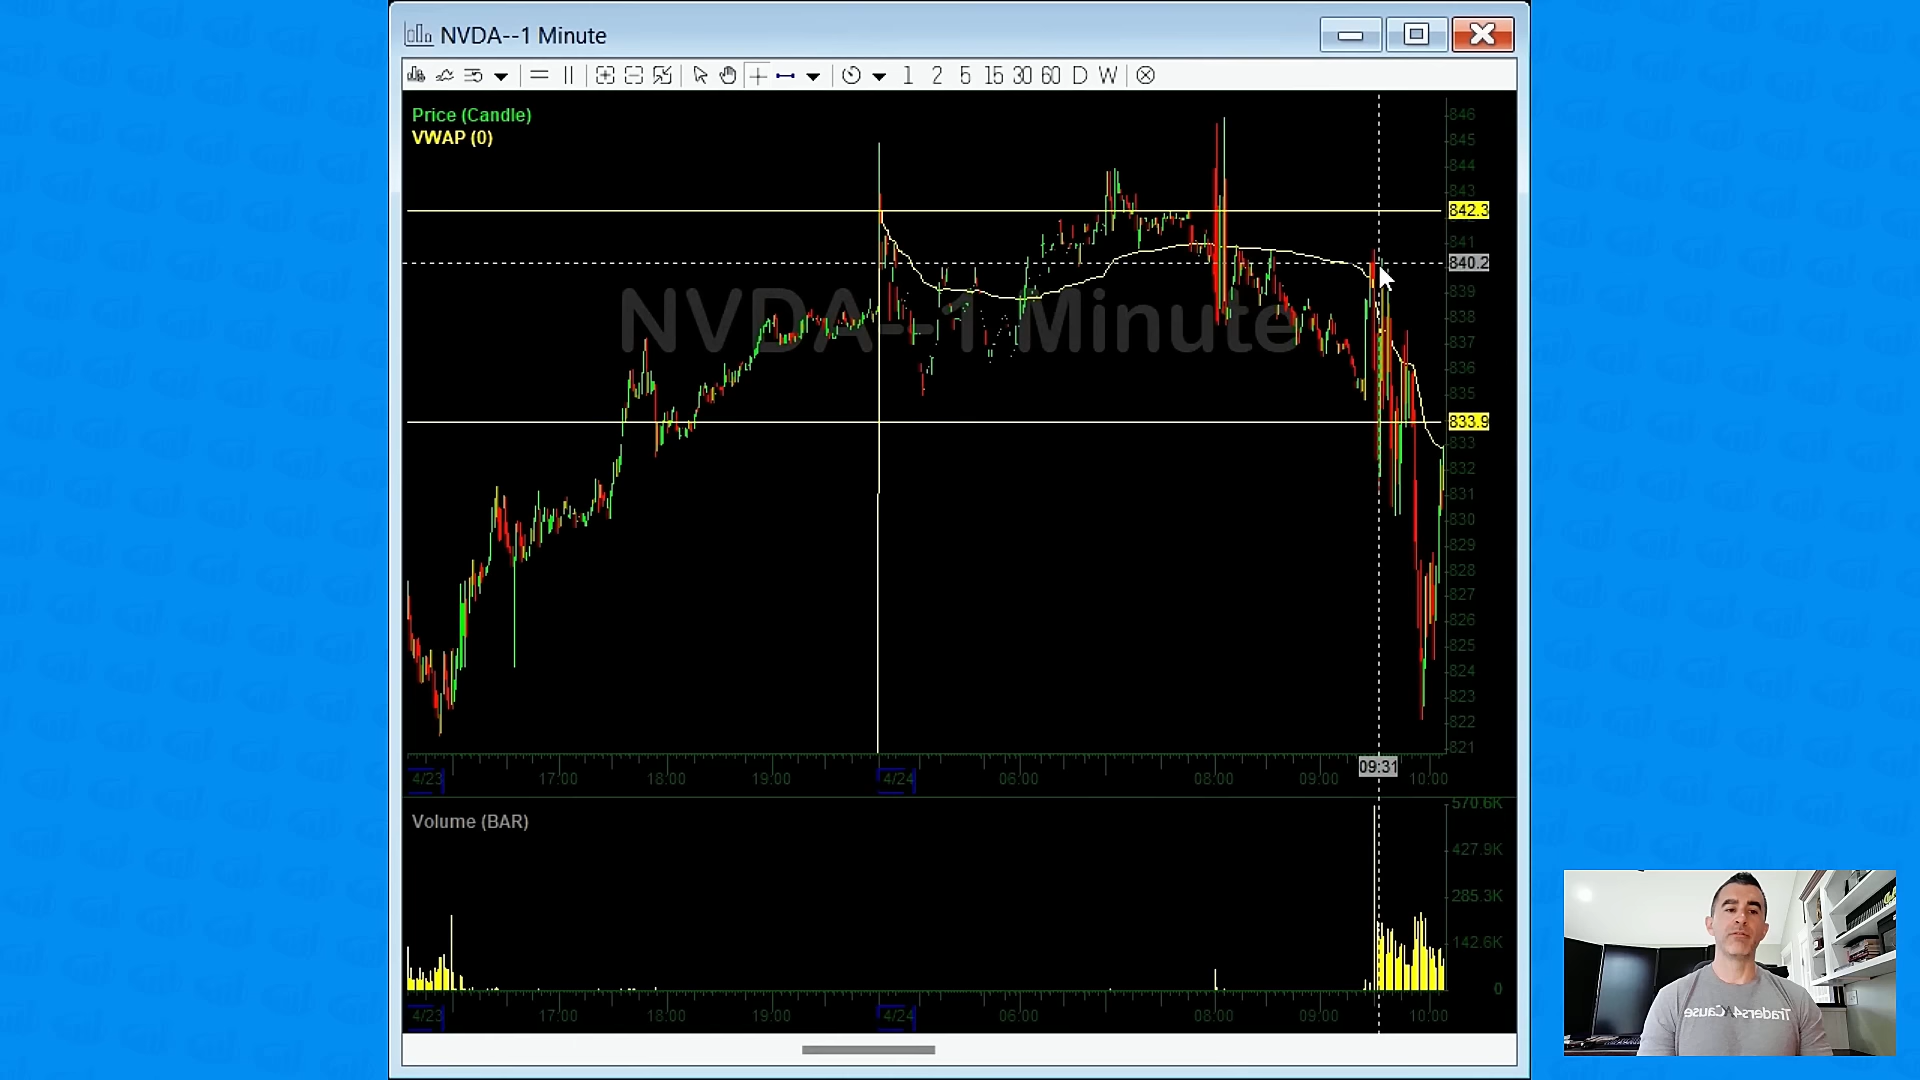 NVDA--1 Minute
1 2 5 15 30 60 D W
Price (Candle)
VWAP (0)
NVDA--1 Minute
846
845
844
843
842.3
841
840.2
839
838
837
836
835
833.9
833
832
831
830
829
828
827
826
825
824
823
822
821
4/23 17:00 18:00 19:00 4/24 06:00 08:00 09:00 09:31 10:00
Volume (BAR)
570.6K
427.9K
285.3K
142.6K
0
4/23 17:00 18:00 19:00 4/24 06:00 08:00 09:00 10:00
Traders4ACause